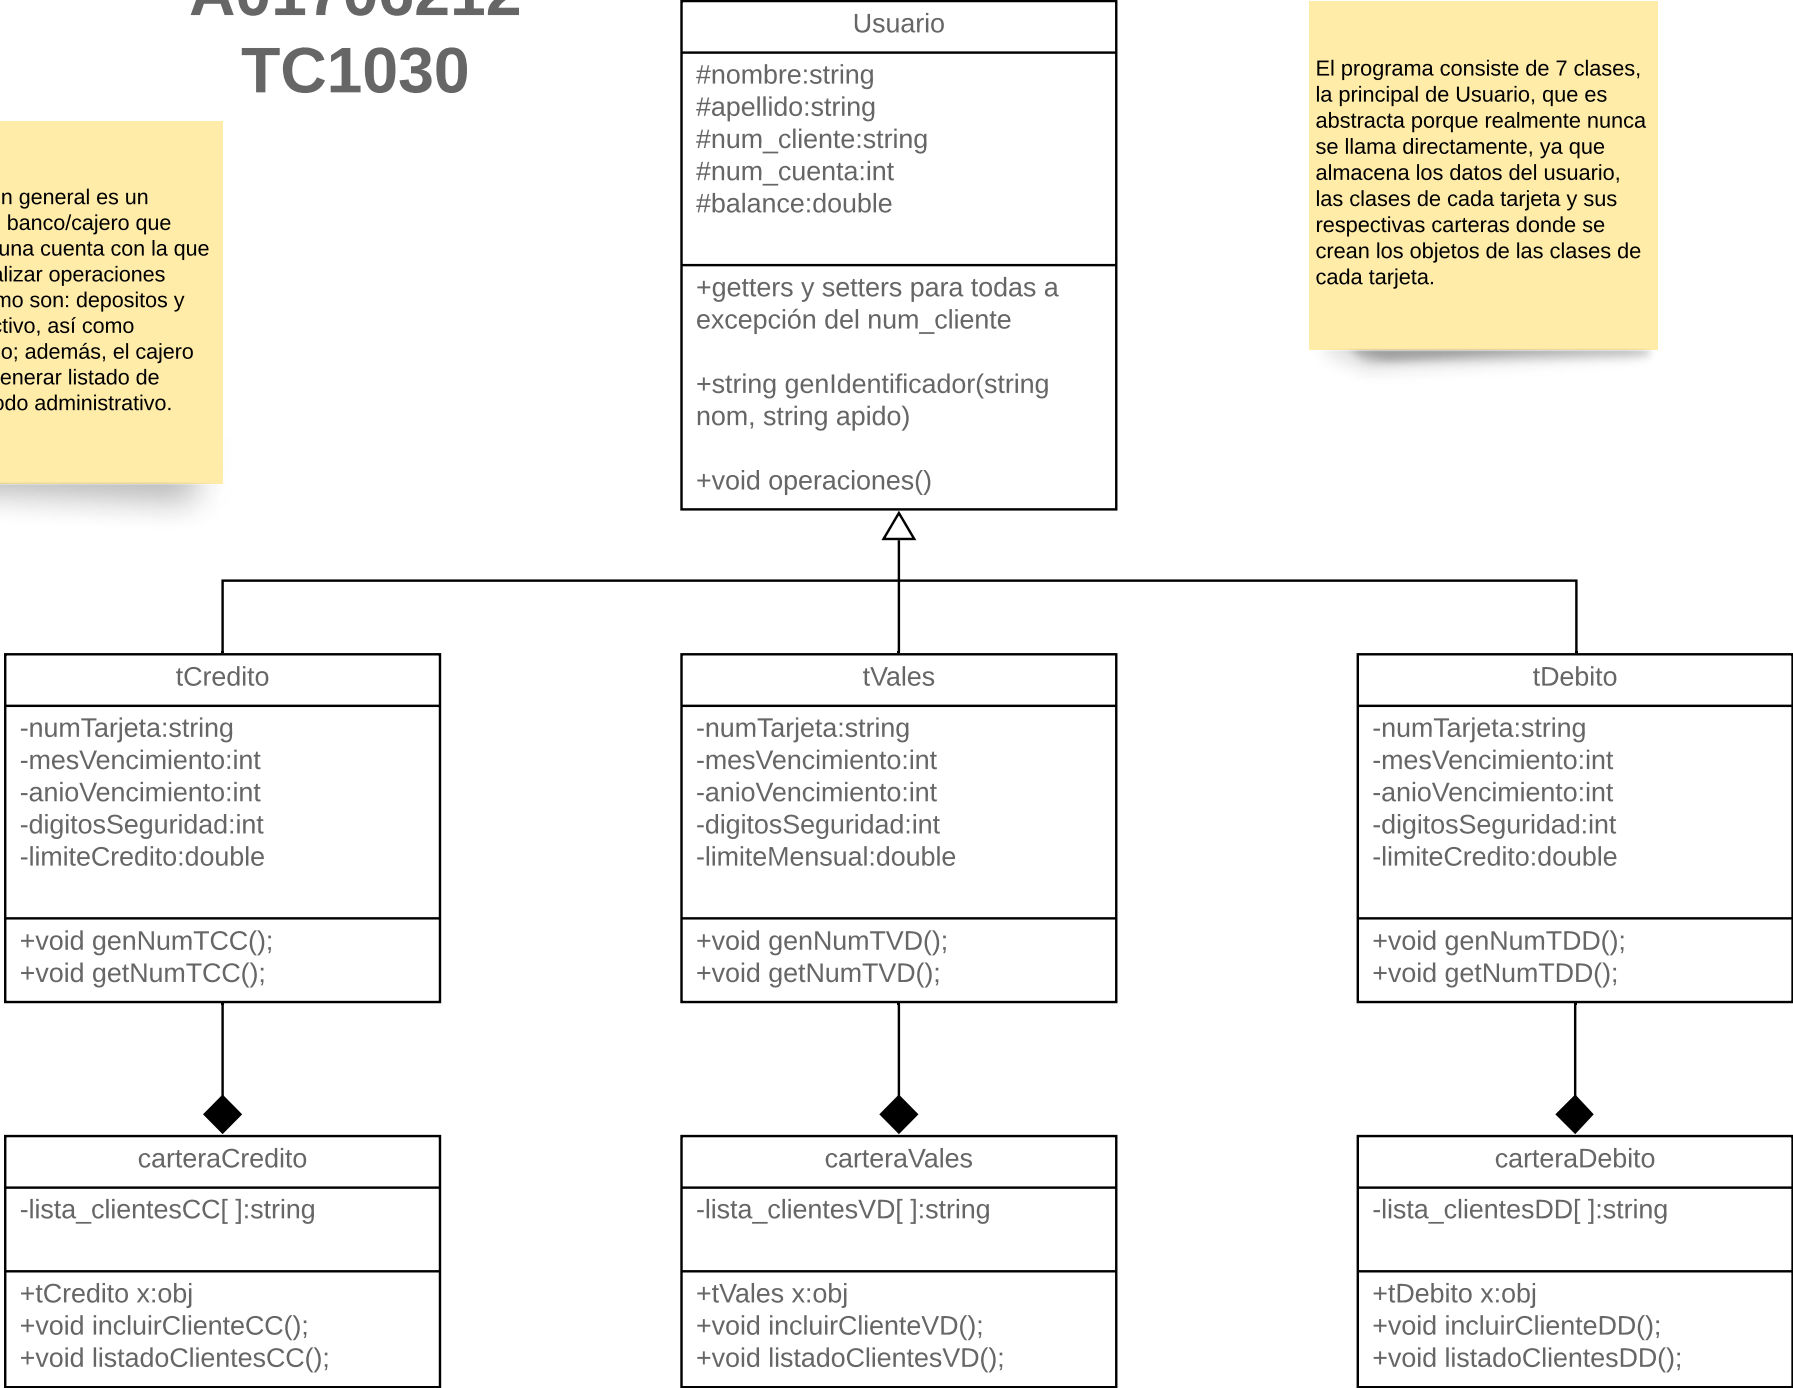 A01706212
TC1030
n general es un
banco/cajero que
una cuenta con la que
alizar operaciones
mo son: depositos y
ctivo, así como
o; además, el cajero
enerar listado de
odo administrativo.
Usuario
#nombre:string
#apellido:string
#num_cliente:string
#num_cuenta:int
#balance:double
+getters y setters para todas a
excepción del num_cliente
+string genIdentificador(string
nom, string apido)
+void operaciones()
El programa consiste de 7 clases,
la principal de Usuario, que es
abstracta porque realmente nunca
se llama directamente, ya que
almacena los datos del usuario,
las clases de cada tarjeta y sus
respectivas carteras donde se
crean los objetos de las clases de
cada tarjeta.
tCredito
-numTarjeta:string
-mesVencimiento:int
-anioVencimiento:int
-digitosSeguridad:int
-limiteCredito:double
+void genNumTCC();
+void getNumTCC();
tVales
-numTarjeta:string
-mesVencimiento:int
-anioVencimiento:int
-digitosSeguridad:int
-limiteMensual:double
+void genNumTVD();
+void getNumTVD();
tDebito
-numTarjeta:string
-mesVencimiento:int
-anioVencimiento:int
-digitosSeguridad:int
-limiteCredito:double
+void genNumTDD();
+void getNumTDD();
carteraCredito
-lista_clientesCC[ ]:string
+tCredito x:obj
+void incluirClienteCC();
+void listadoClientesCC();
carteraVales
-lista_clientesVD[ ]:string
+tVales x:obj
+void incluirClienteVD();
+void listadoClientesVD();
carteraDebito
-lista_clientesDD[ ]:string
+tDebito x:obj
+void incluirClienteDD();
+void listadoClientesDD();